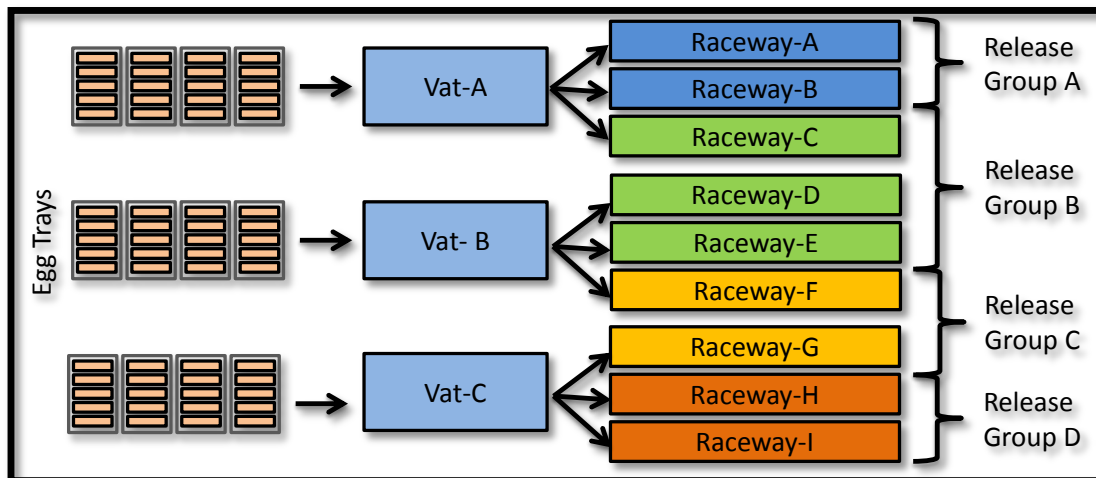 Egg Trays
Vat-A
Raceway-A
Raceway-B
Raceway-C
Release
Group A
Vat- B
Raceway-D
Raceway-E
Raceway-F
Release
Group B
Vat-C
Raceway-G
Raceway-H
Raceway-I
Release
Group C
Release
Group D